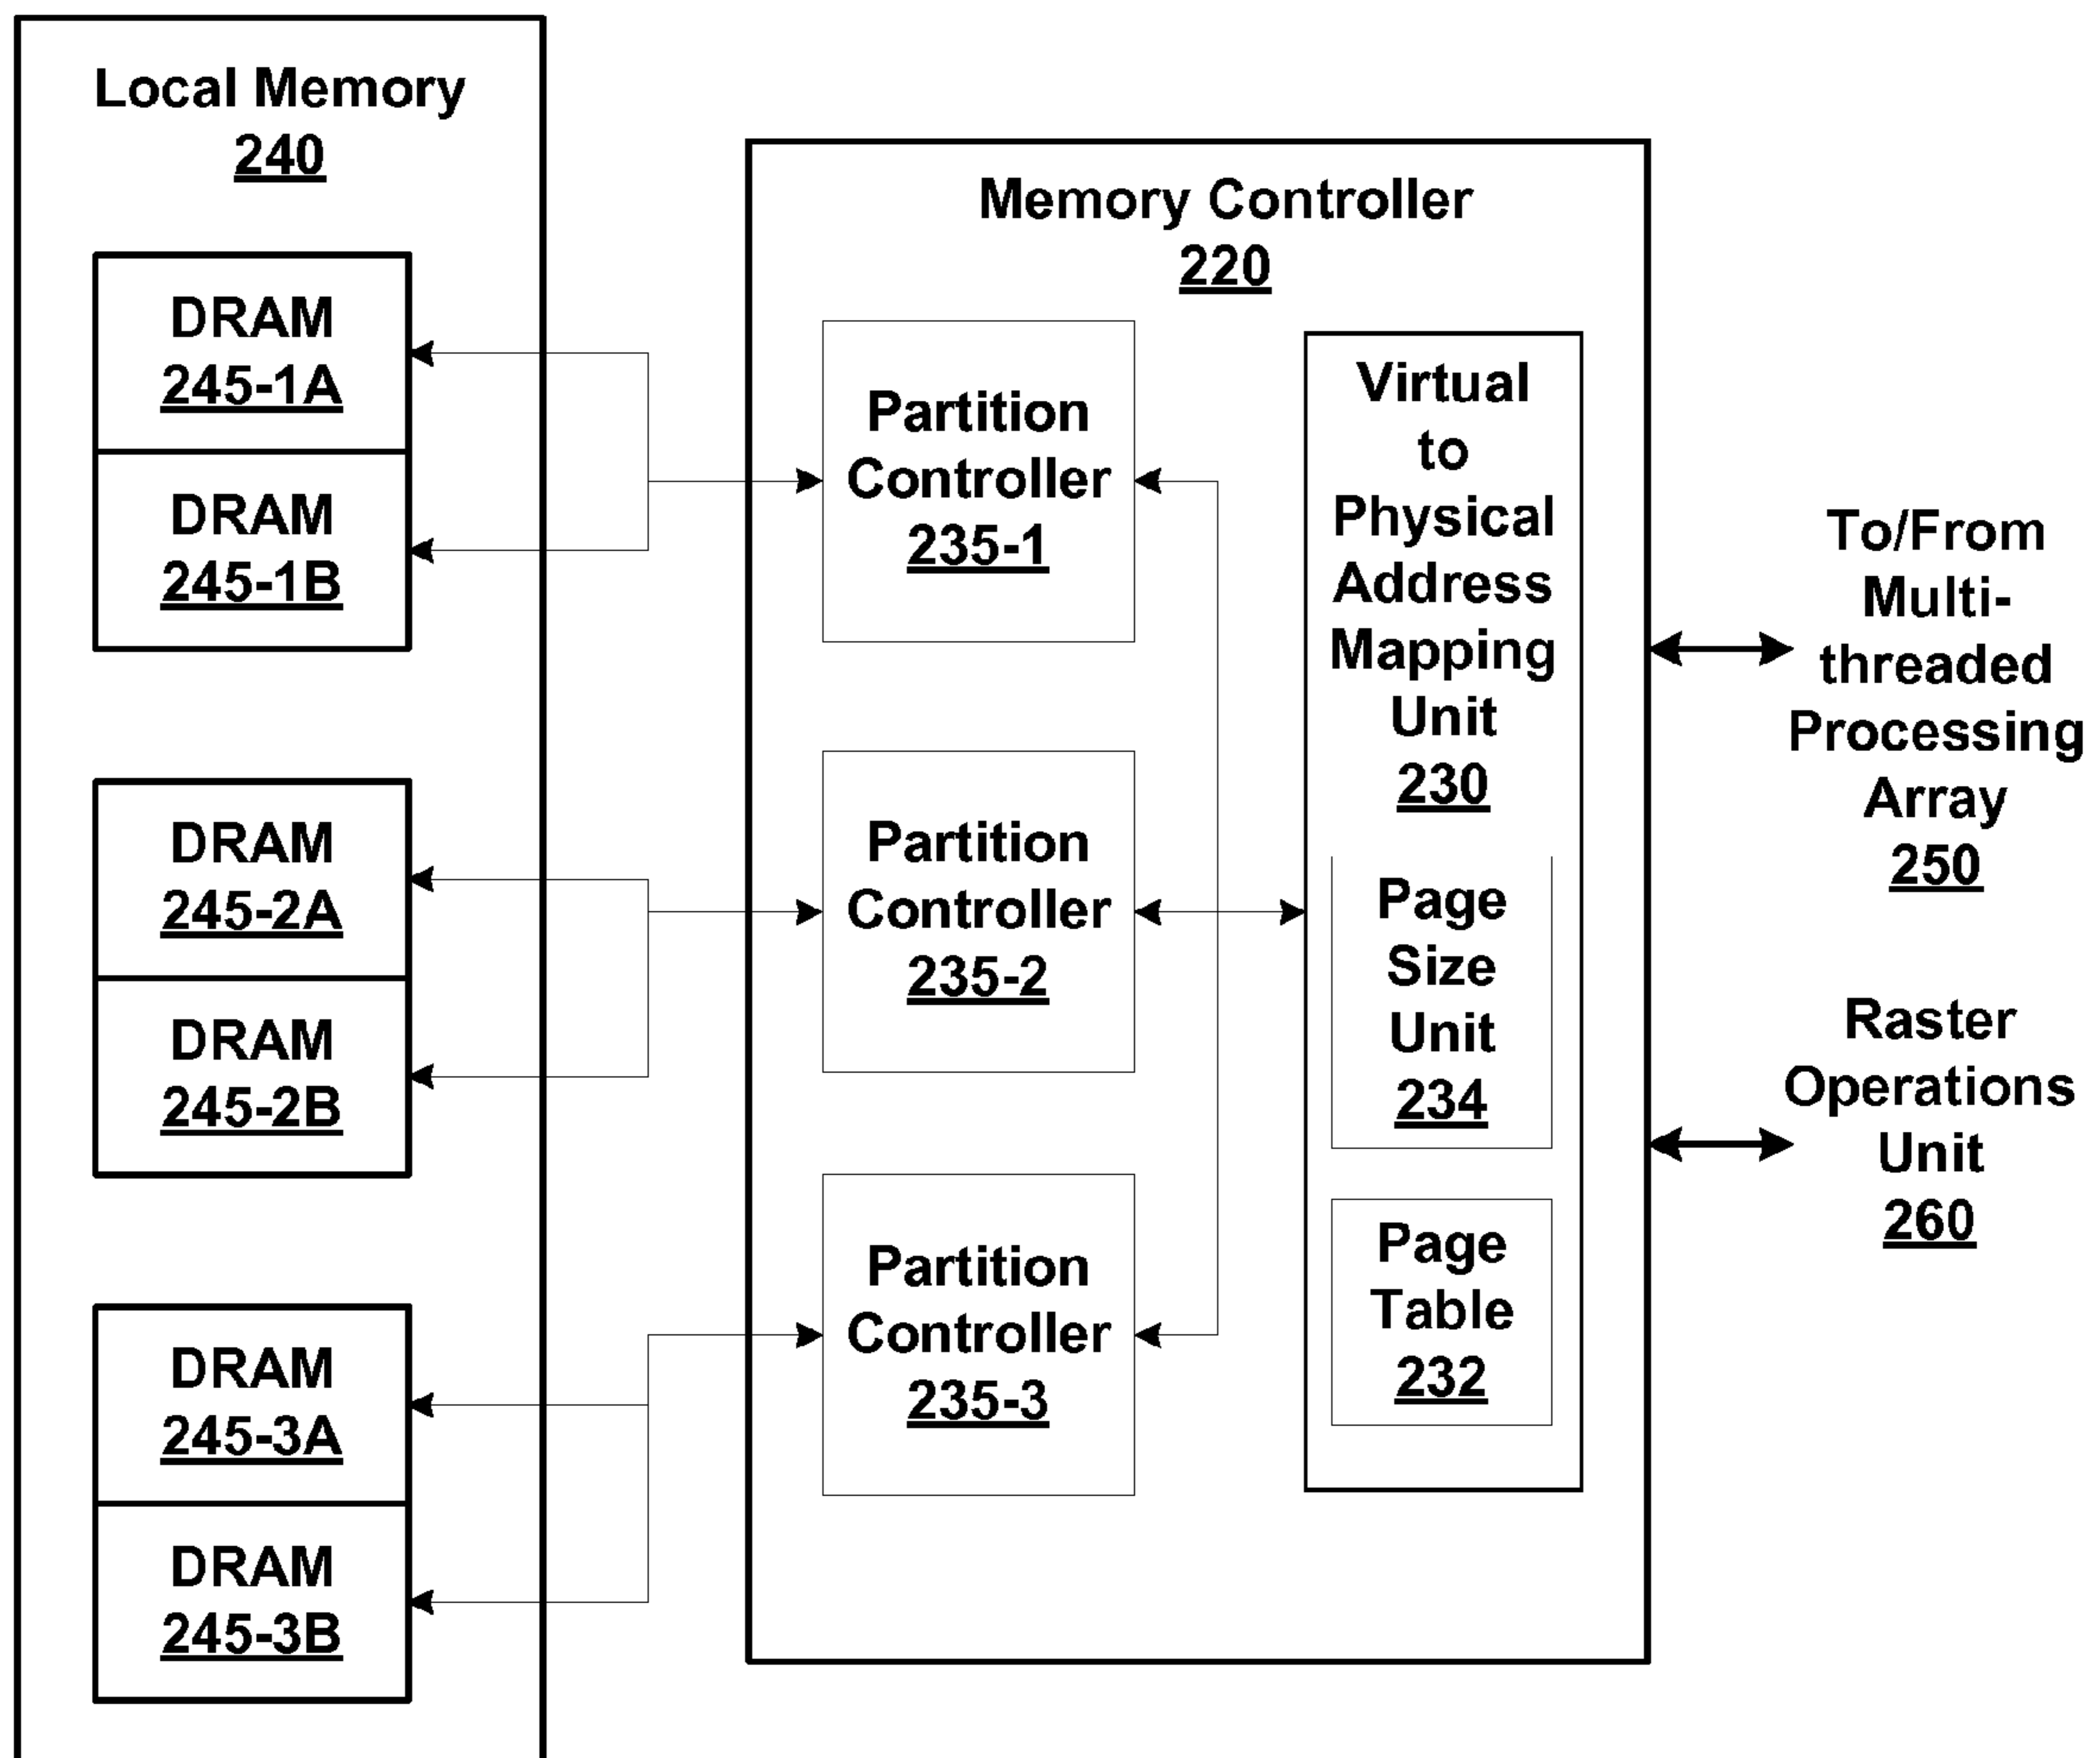 Local Memory
240
DRAM
245-1A
DRAM
245-1B
DRAM
245-2A
DRAM
245-2B
DRAM
245-3A
DRAM
245-3B
Memory Controller
220
Partition
Controller
235-1
Partition
Controller
235-2
Partition
Controller
235-3
Virtual
to
Physical
Address
Mapping
Unit
230
Page
Size
Unit
234
Page
Table
232
To/From
Multi-
threaded
Processing
Array
250
Raster
Operations
Unit
260